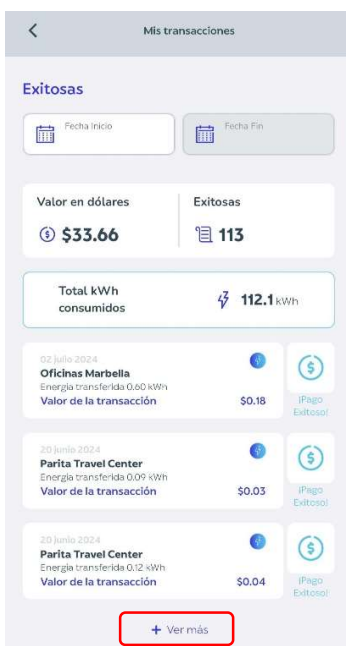 Mis transacciones
Exitosas
Fecha Inicio
Fecha Fin
Valor en dólares
$33.66
Exitosas
113
Total kWh
consumidos
112.1 kWh
02 julio 2024
Oficinas Marbella
Energia transferida 0.60 kWh
Valor de la transacción
$0.18
¡Pago
Exitoso!
20 junio 2024
Parita Travel Center
Energia transferida 0.09 kWh
Valor de la transacción
$0.03
¡Pago
Exitoso!
20 junio 2024
Parita Travel Center
Energia transferida 0.12 kWh
Valor de la transacción
$0.04
¡Pago
Exitoso!
+ Ver más